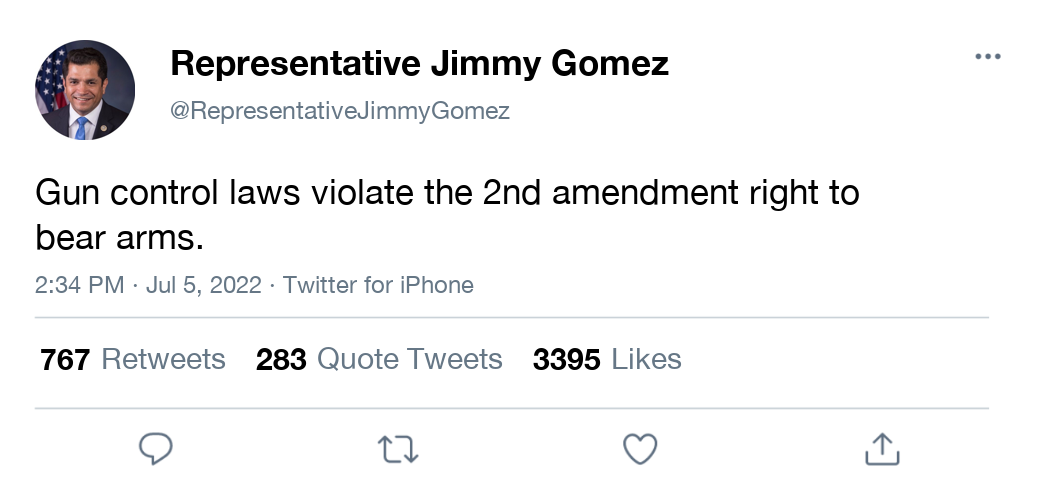 Representative Jimmy Gomez
@RepresentativeJimmyGomez
Gun control laws violate the 2nd amendment right to
bear arms.
2:34 PM · Jul 5, 2022 · Twitter for iPhone
767 Retweets 283 Quote Tweets 3395 Likes